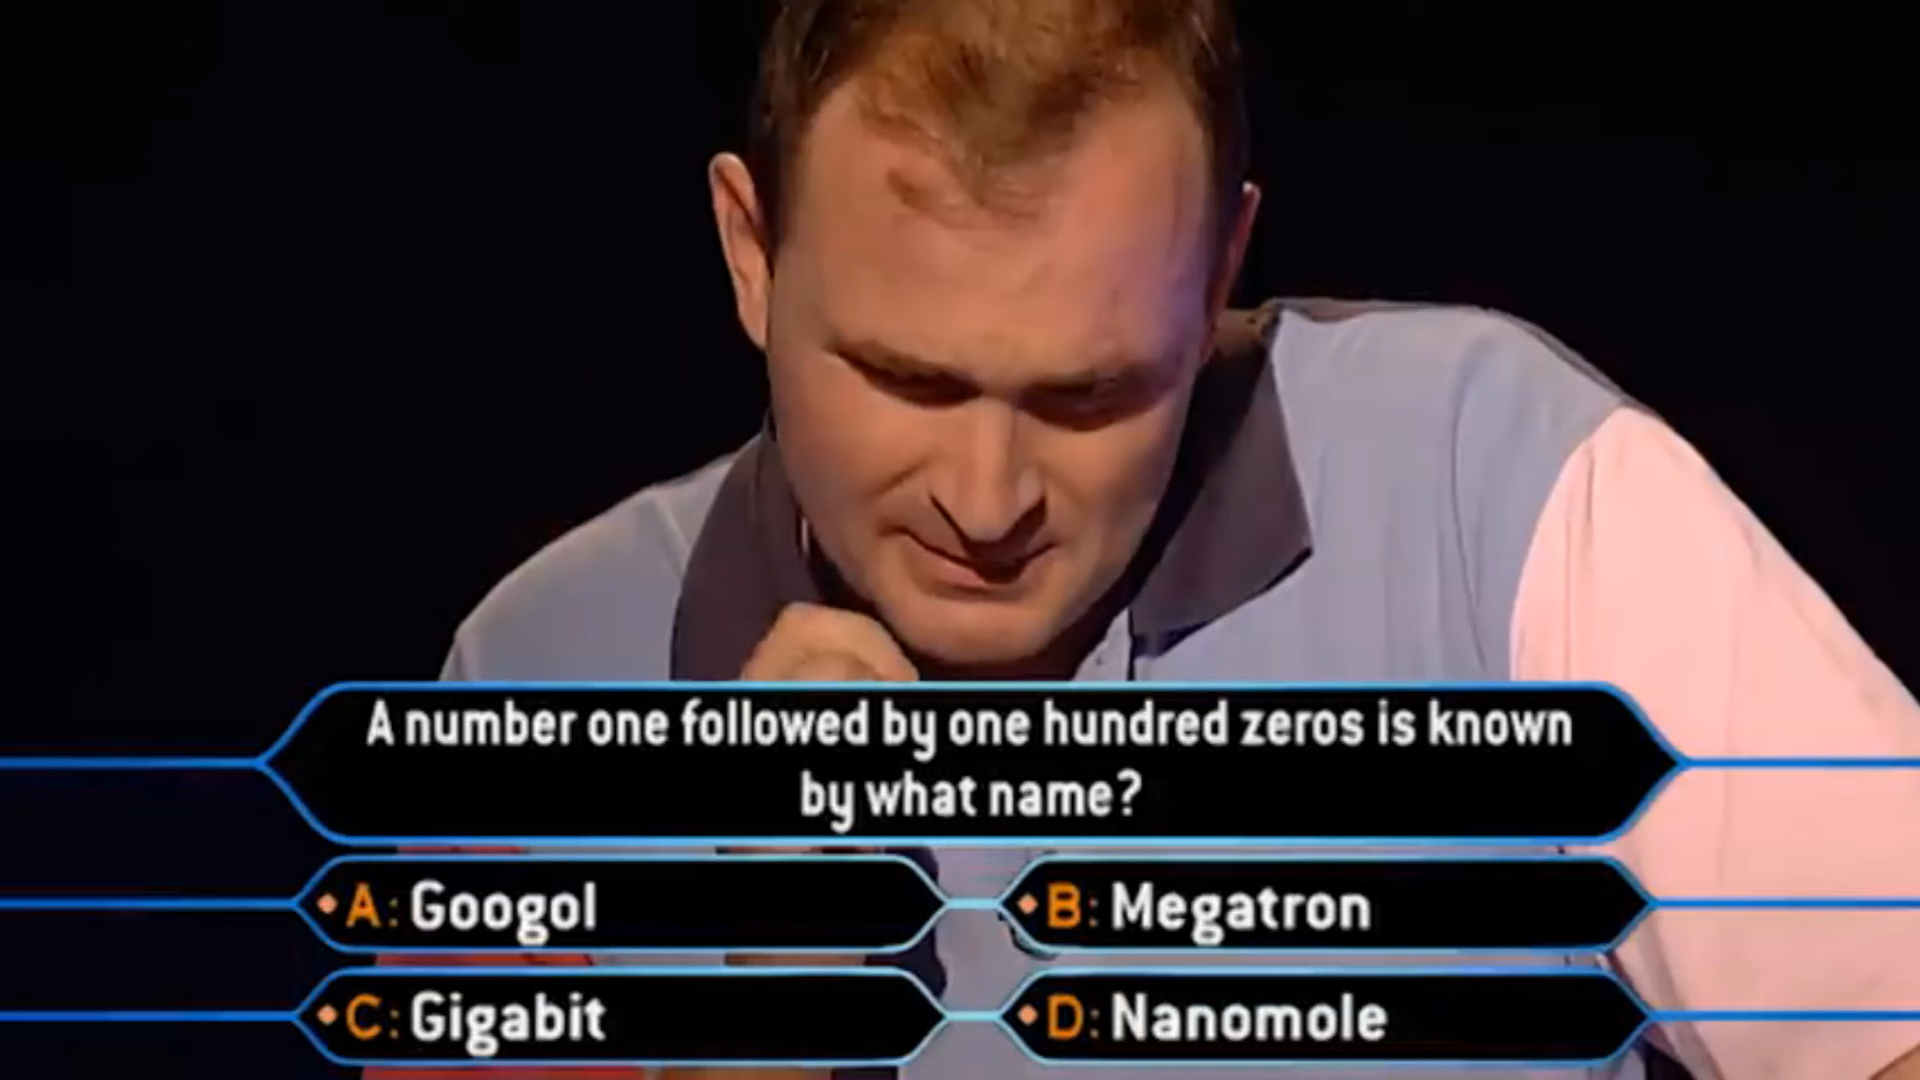 A number one followed by one hundred zeros is known
by what name?
A: Googol
B: Megatron
C: Gigabit
D: Nanomole